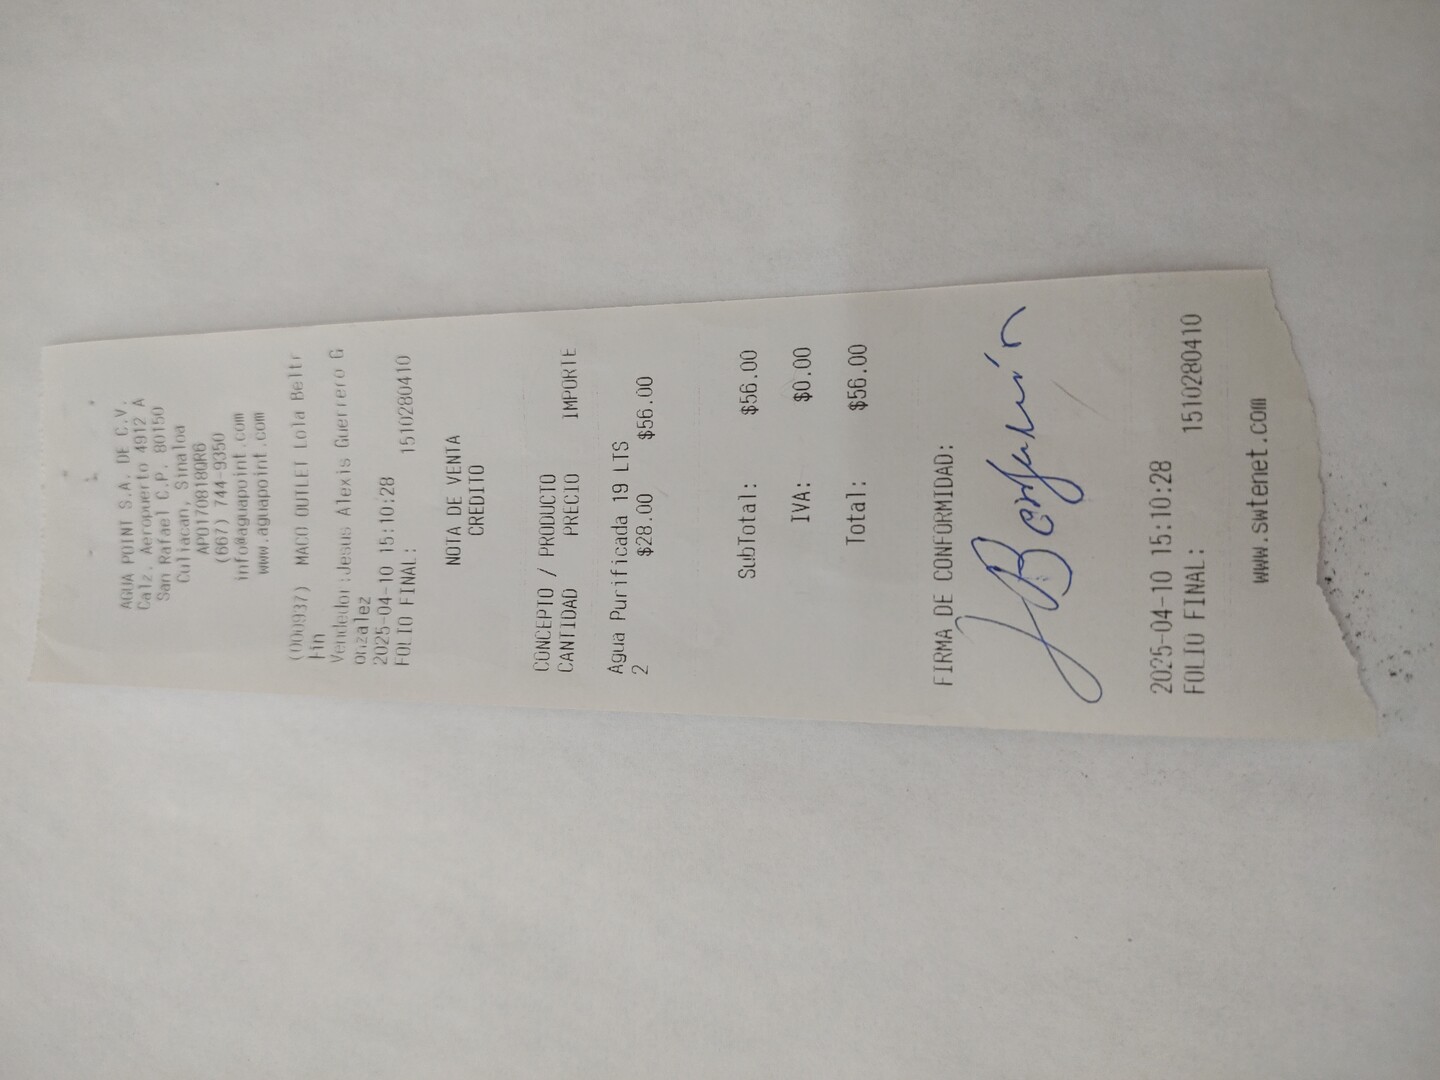 AGUA POINT S.A. DE C.V.
Calz. Aeropuerto 4912 A
San Rafael C.P. 80150
Culiacan, Sinaloa
APO1708180R6
(667) 744-9350
info@aguapoint.com
www.aguapoint.com
(000937) MACO OUTLET Lola Beltr
Fin
Vendedor:Jesus Alexis Guerrero G
onzalez
2025-04-10 15:10:28
FOLIO FINAL: 1510280410
NOTA DE VENTA
CREDITO
CONCEPTO / PRODUCTO
CANTIDAD PRECIO IMPORTE
Agua Purificada 19 LTS
2 $28.00 $56.00
SubTotal: $56.00
IVA: $0.00
Total: $56.00
FIRMA DE CONFORMIDAD:
2025-04-10 15:10:28
FOLIO FINAL: 1510280410
www.swtenet.com